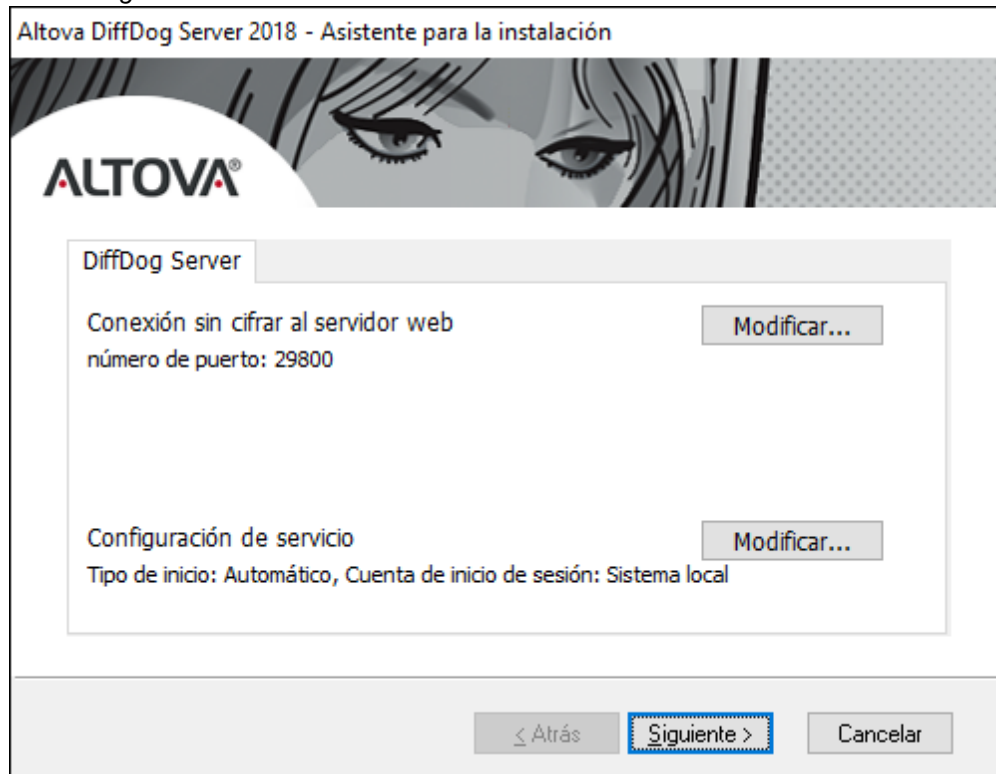 Altova DiffDog Server 2018 - Asistente para la instalación
ALTOVA®
DiffDog Server
Conexión sin cifrar al servidor web
Modificar...
número de puerto: 29800
Configuración de servicio
Modificar...
Tipo de inicio: Automático, Cuenta de inicio de sesión: Sistema local
< Atrás
Siguiente >
Cancelar